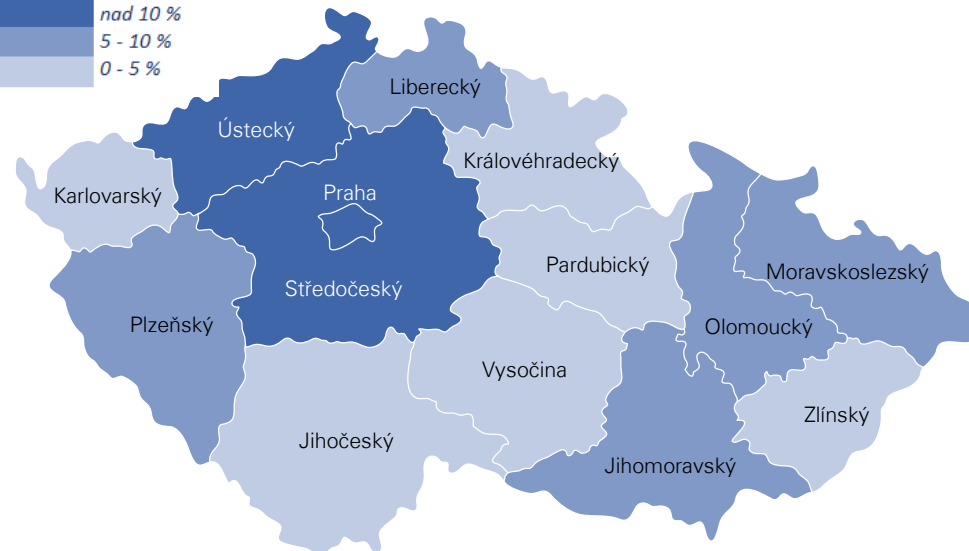 nad 10 %
5 - 10 %
0 - 5 %
Liberecký
Ústecký
Královéhradecký
Karlovarský
Praha
Pardubický
Moravskoslezský
Středočeský
Plzeňský
Olomoucký
Vysočina
Zlínský
Jihočeský
Jihomoravský